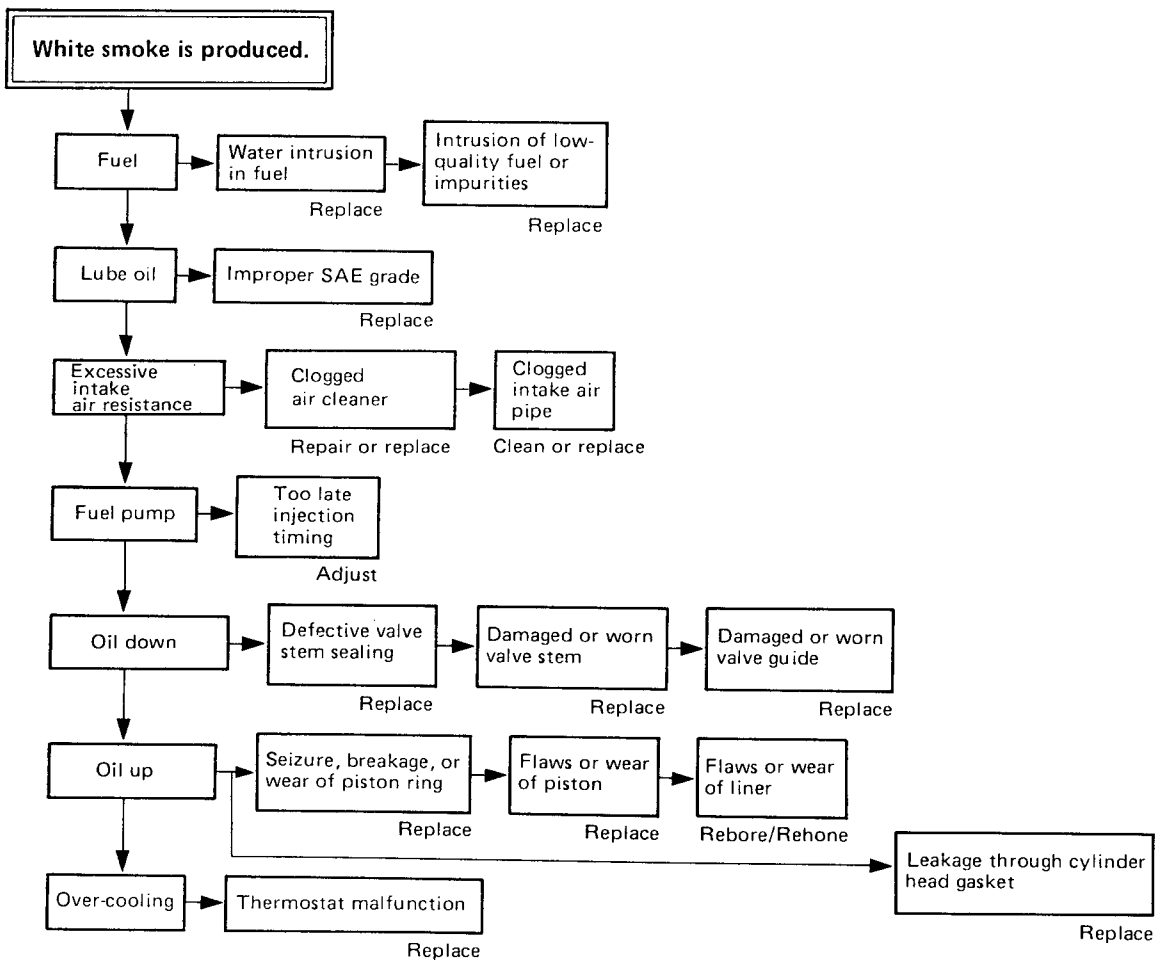 White smoke is produced.
Fuel
Water intrusion
in fuel
Replace
Intrusion of low-
quality fuel or
impurities
Replace
Lube oil
Improper SAE grade
Replace
Excessive
intake
air resistance
Clogged
air cleaner
Repair or replace
Clogged
intake air
pipe
Clean or replace
Fuel pump
Too late
injection
timing
Adjust
Oil down
Defective valve
stem sealing
Replace
Damaged or worn
valve stem
Replace
Damaged or worn
valve guide
Replace
Oil up
Seizure, breakage, or
wear of piston ring
Replace
Flaws or wear
of piston
Replace
Flaws or wear
of liner
Rebore/Rehone
Leakage through cylinder
head gasket
Replace
Over-cooling
Thermostat malfunction
Replace